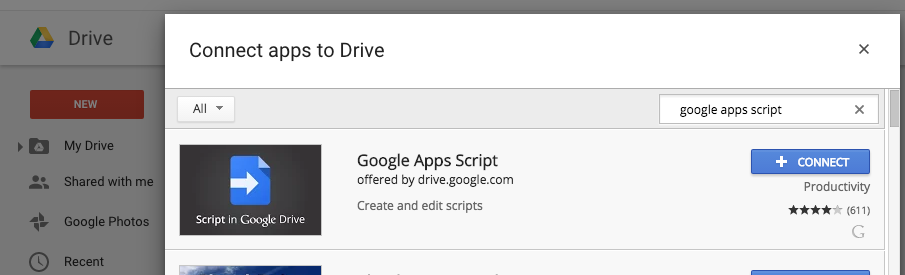 Drive
Connect apps to Drive
NEW
All
google apps script
My Drive
Shared with me
Google Photos
Recent
Script in Google Drive
Google Apps Script
offered by drive.google.com
Create and edit scripts
CONNECT
Productivity
(611)
G